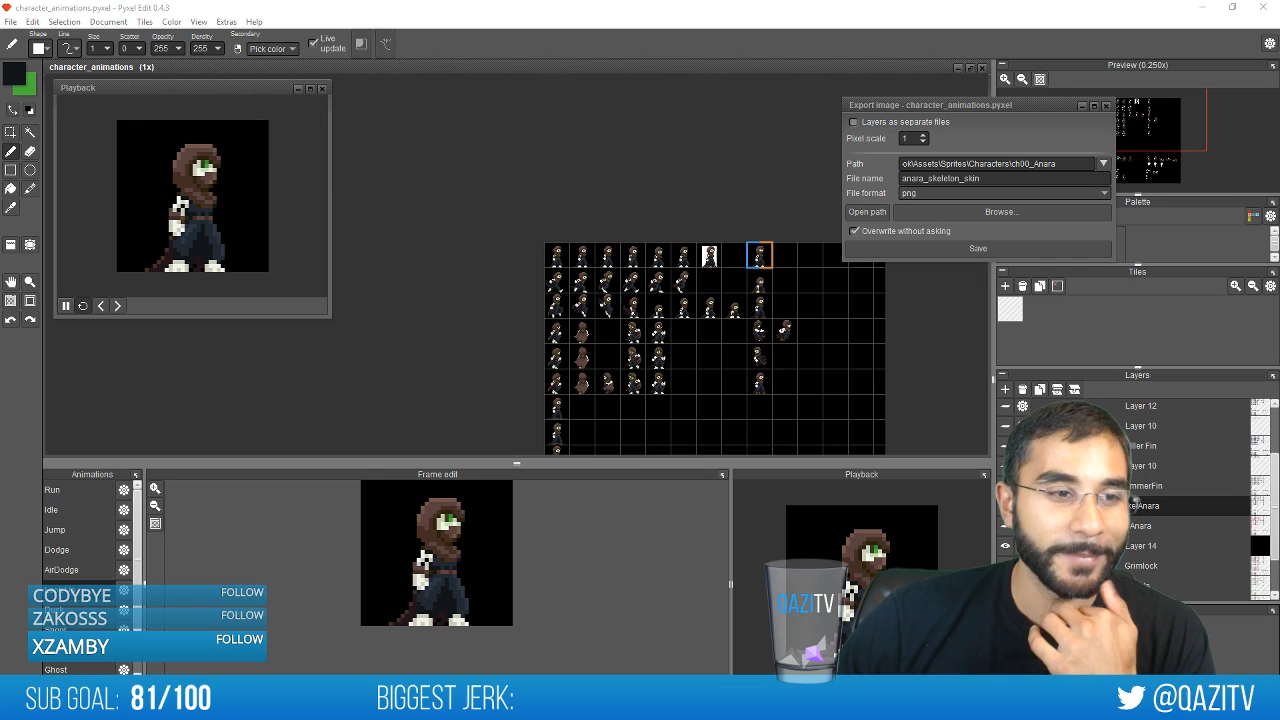 character_animations.pyxel - Pyxel Edit 0.4.3
File Edit Selection Document Tiles Color View Extras Help
Shape Line Size Scatter Opacity Density Secondary
1 0 255 255 Pick color Live update
character_animations (1x)
Playback
Export image - character_animations.pyxel
Layers as separate files
Pixel scale 1
Path ok\Assets\Sprites\Characters\ch00_Anara
File name anara_skeleton_skin
File format png
Open path Browse...
Overwrite without asking
Save
Preview (0.250x)
Palette
Tiles
Layers
Layer 12
Layer 10
Layer 10
Anara
Layer 14
Grimlock
Animations
Run
Idle
Jump
Dodge
AirDodge
Ghost
Frame edit
Playback
CODYBYE FOLLOW
ZAKOSSS FOLLOW
XZAMBY FOLLOW
QAZITV
SUB GOAL: 81/100
BIGGEST JERK:
@QAZITV